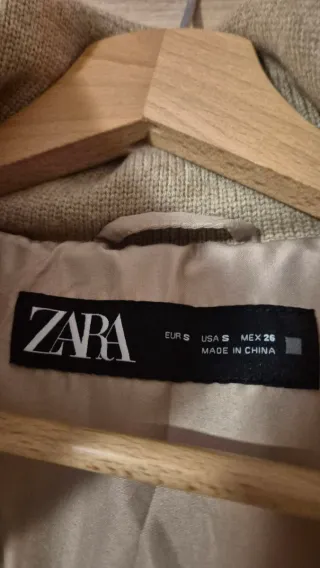 ZARA
EUR S USA S MEX 26
MADE IN CHINA